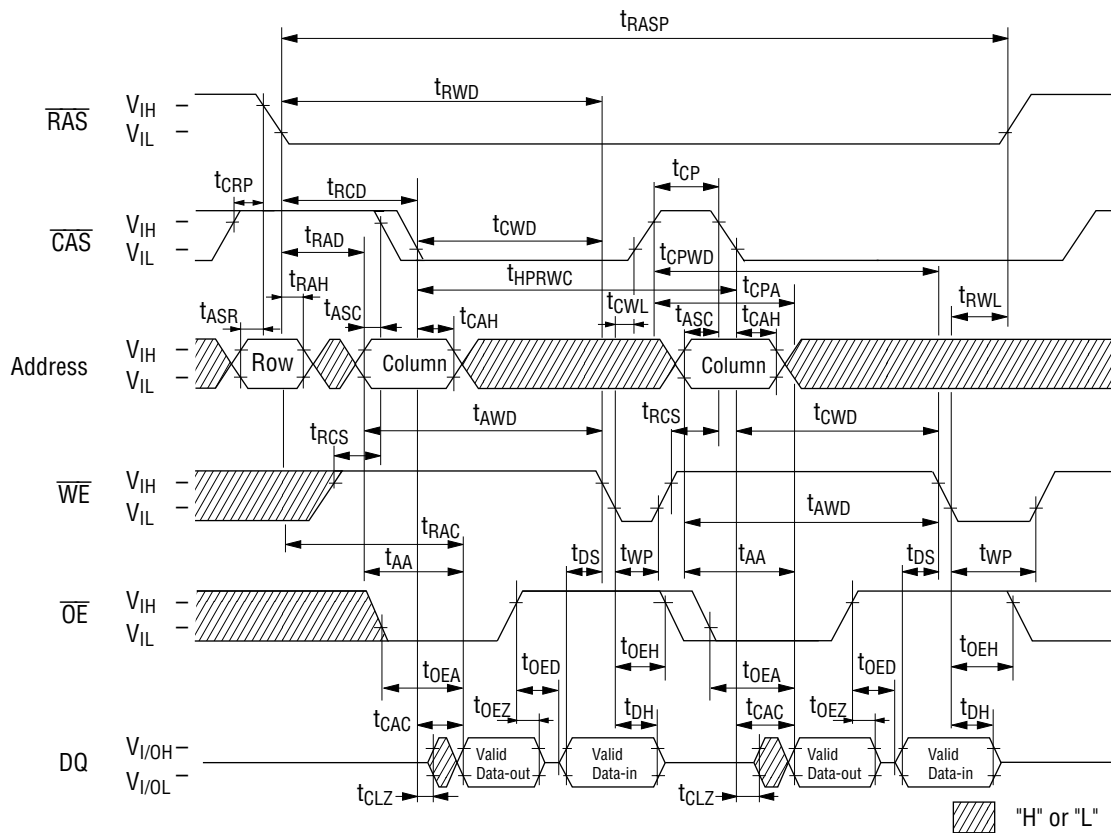 tRASP
RAS VIH VIL
tRWD
tCRP tRCD tCP
CAS VIH VIL
tRAD tCWD tCPWD
tRAH tHPRWC tCPA
tASR tASC tCAH tCWL tASC tCAH tRWL
Address VIH VIL
Row Column Column
tRCS tAWD tRCS tCWD
WE VIH VIL
tRAC tAWD
tAA tDS tWP tAA tDS tWP
OE VIH VIL
tOEA tOED tOEH tOEA tOED tOEH
tCAC tOEZ tDH tCAC tOEZ tDH
DQ VI/OH VI/OL
Valid Data-out
Valid Data-in
Valid Data-out
Valid Data-in
tCLZ tCLZ
"H" or "L"